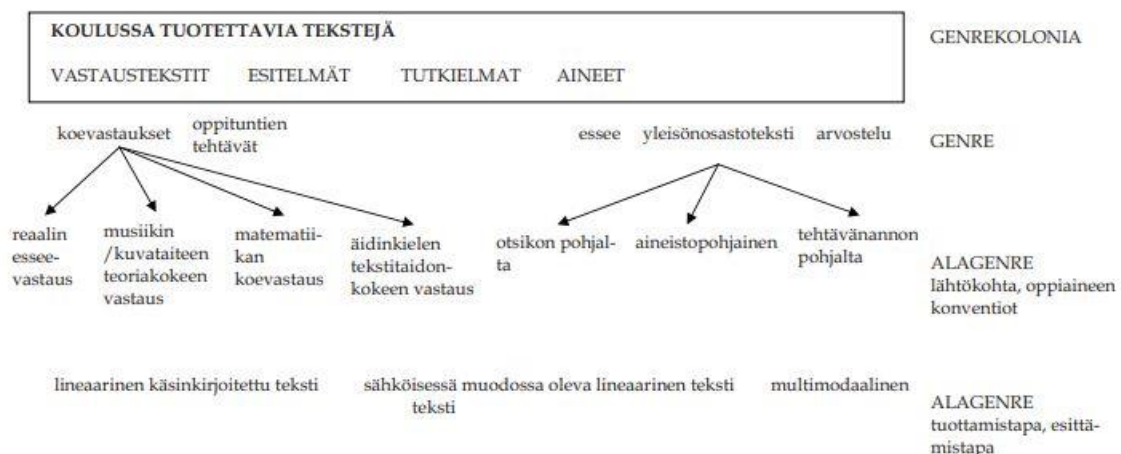 KOULUSSA TUOTETTAVIA TEKSTEJÄ
VASTAUSTEKSTIT ESITELMÄT TUTKIELMAT AINEET
GENREKOLONIA
koevastaukset
oppituntien
tehtävät
essee yleisönosastoteksti arvostelu
GENRE
reaalin
essee-
vastaus
musiikin
/kuvataiteen
teoriakokeen
vastaus
matematii-
kan
koevastaus
äidinkielen
tekstitaidon-
kokeen vastaus
otsikon pohjal-
ta
aineistopohjainen
tehtävänannon
pohjalta
ALAGENRE
lähtökohta, oppiaineen
konventiot
lineaarinen käsinkirjoitettu teksti
sähköisessä muodossa oleva lineaarinen teksti
teksti
multimodaalinen
ALAGENRE
tuottamistapa, esittä-
mistapa